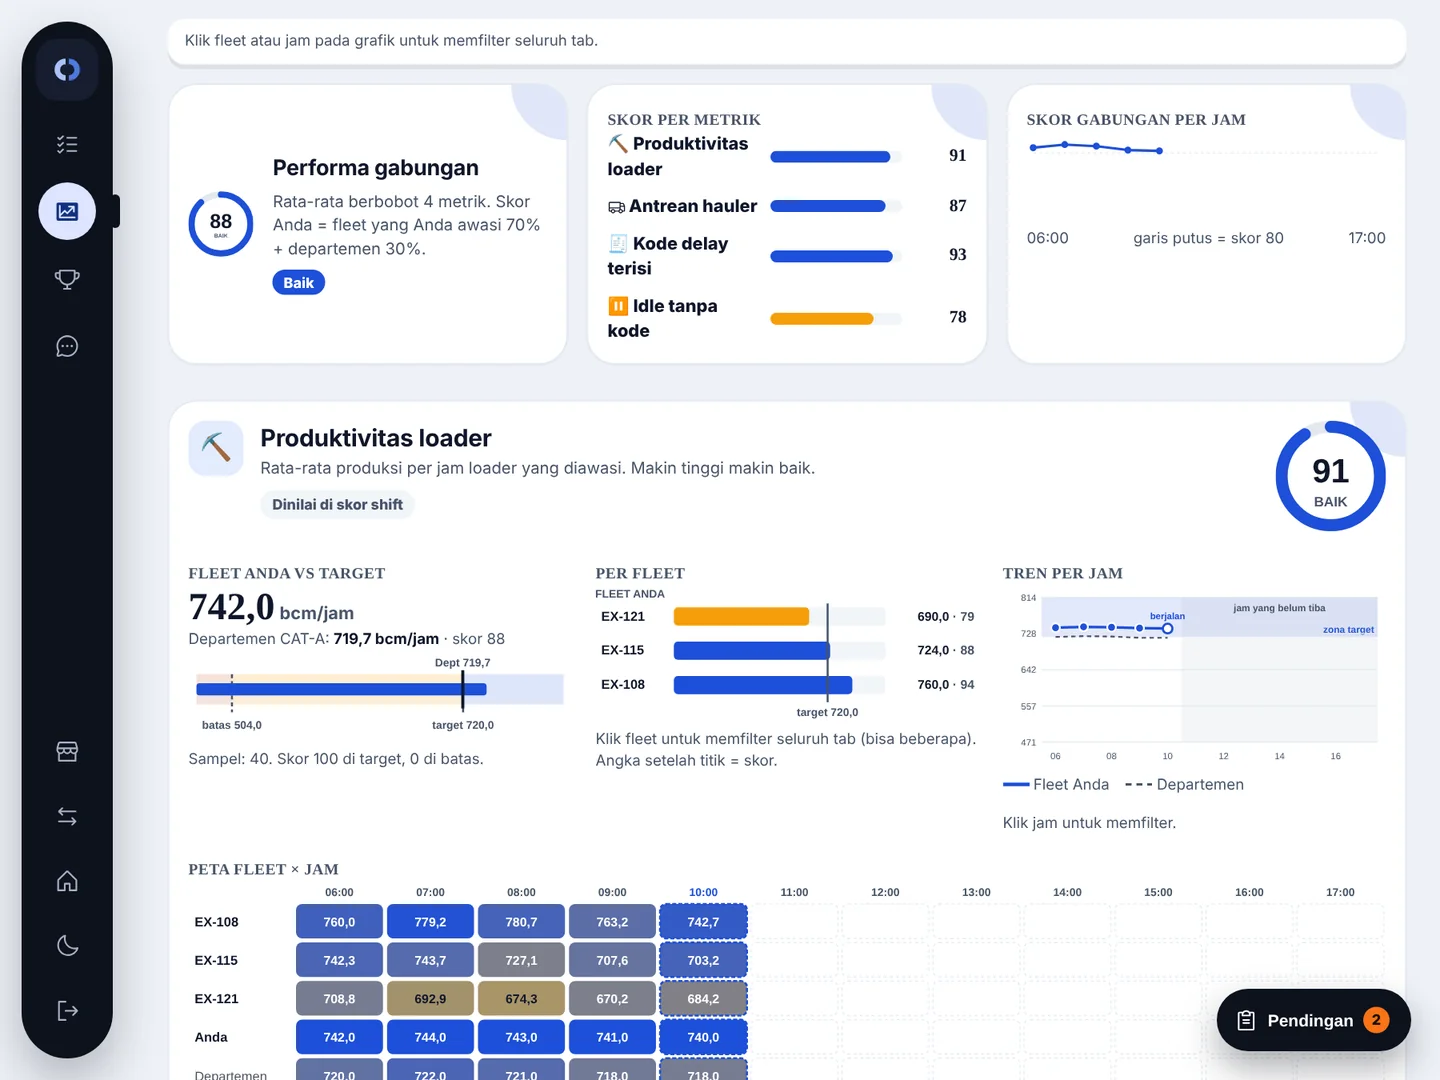 Klik fleet atau jam pada grafik untuk memfilter seluruh tab.
88
BAIK
Performa gabungan
Rata-rata berbobot 4 metrik. Skor
Anda = fleet yang Anda awasi 70%
+ departemen 30%.
Baik
SKOR PER METRIK
Produktivitas
loader
91
Antrean hauler
87
Kode delay
terisi
93
Idle tanpa
kode
78
SKOR GABUNGAN PER JAM
06:00 garis putus = skor 80 17:00
Produktivitas loader
Rata-rata produksi per jam loader yang diawasi. Makin tinggi makin baik.
Dinilai di skor shift
91
BAIK
FLEET ANDA VS TARGET
742,0 bcm/jam
Departemen CAT-A: 719,7 bcm/jam · skor 88
Dept 719,7
batas 504,0 target 720,0
Sampel: 40. Skor 100 di target, 0 di batas.
PER FLEET
FLEET ANDA
EX-121 690,0 · 79
EX-115 724,0 · 88
EX-108 760,0 · 94
target 720,0
Klik fleet untuk memfilter seluruh tab (bisa beberapa).
Angka setelah titik = skor.
TREN PER JAM
814
728
642
557
471
berjalan
jam yang belum tiba
zona target
06 08 10 12 14 16
Fleet Anda Departemen
Klik jam untuk memfilter.
PETA FLEET × JAM
06:00 07:00 08:00 09:00 10:00 11:00 12:00 13:00 14:00 15:00 16:00 17:00
EX-108 760,0 779,2 780,7 763,2 742,7
EX-115 742,3 743,7 727,1 707,6 703,2
EX-121 708,8 692,9 674,3 670,2 684,2
Anda 742,0 744,0 743,0 741,0 740,0
Departemen 720,0 722,0 721,0 718,0 718,0
Pendingan 2